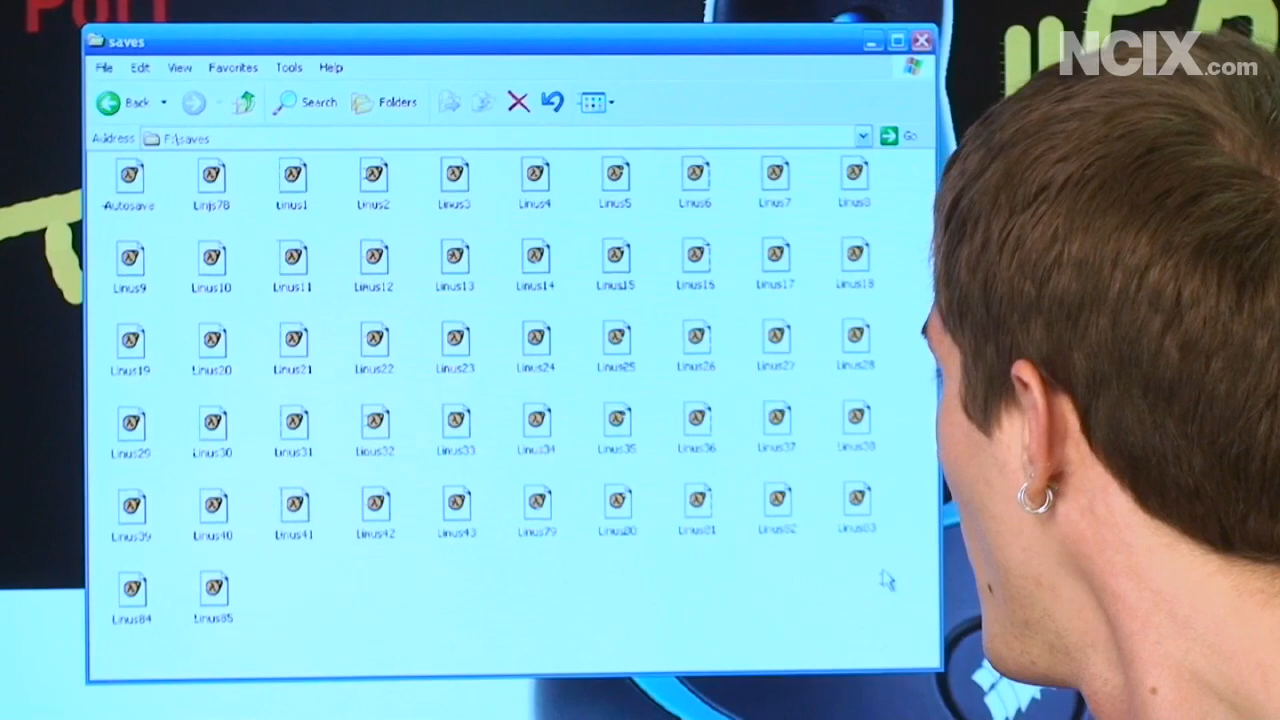 Port
NCIX.com
saves
File Edit View Favorites Tools Help
Back Search Folders
Address F:\saves Go
Autosave Linjs78 Linus1 Linus2 Linus3 Linus4 Linus5 Linus6 Linus7 Linus8
Linus9 Linus10 Linus11 Linus12 Linus13 Linus14 Linus15 Linus16 Linus17 Linus18
Linus19 Linus20 Linus21 Linus22 Linus23 Linus24 Linus25 Linus26 Linus27 Linus28
Linus29 Linus30 Linus31 Linus32 Linus33 Linus34 Linus35 Linus36 Linus37 Linus38
Linus39 Linus40 Linus41 Linus42 Linus43 Linus79 Linus80 Linus81 Linus82 Linus83
Linus84 Linus85